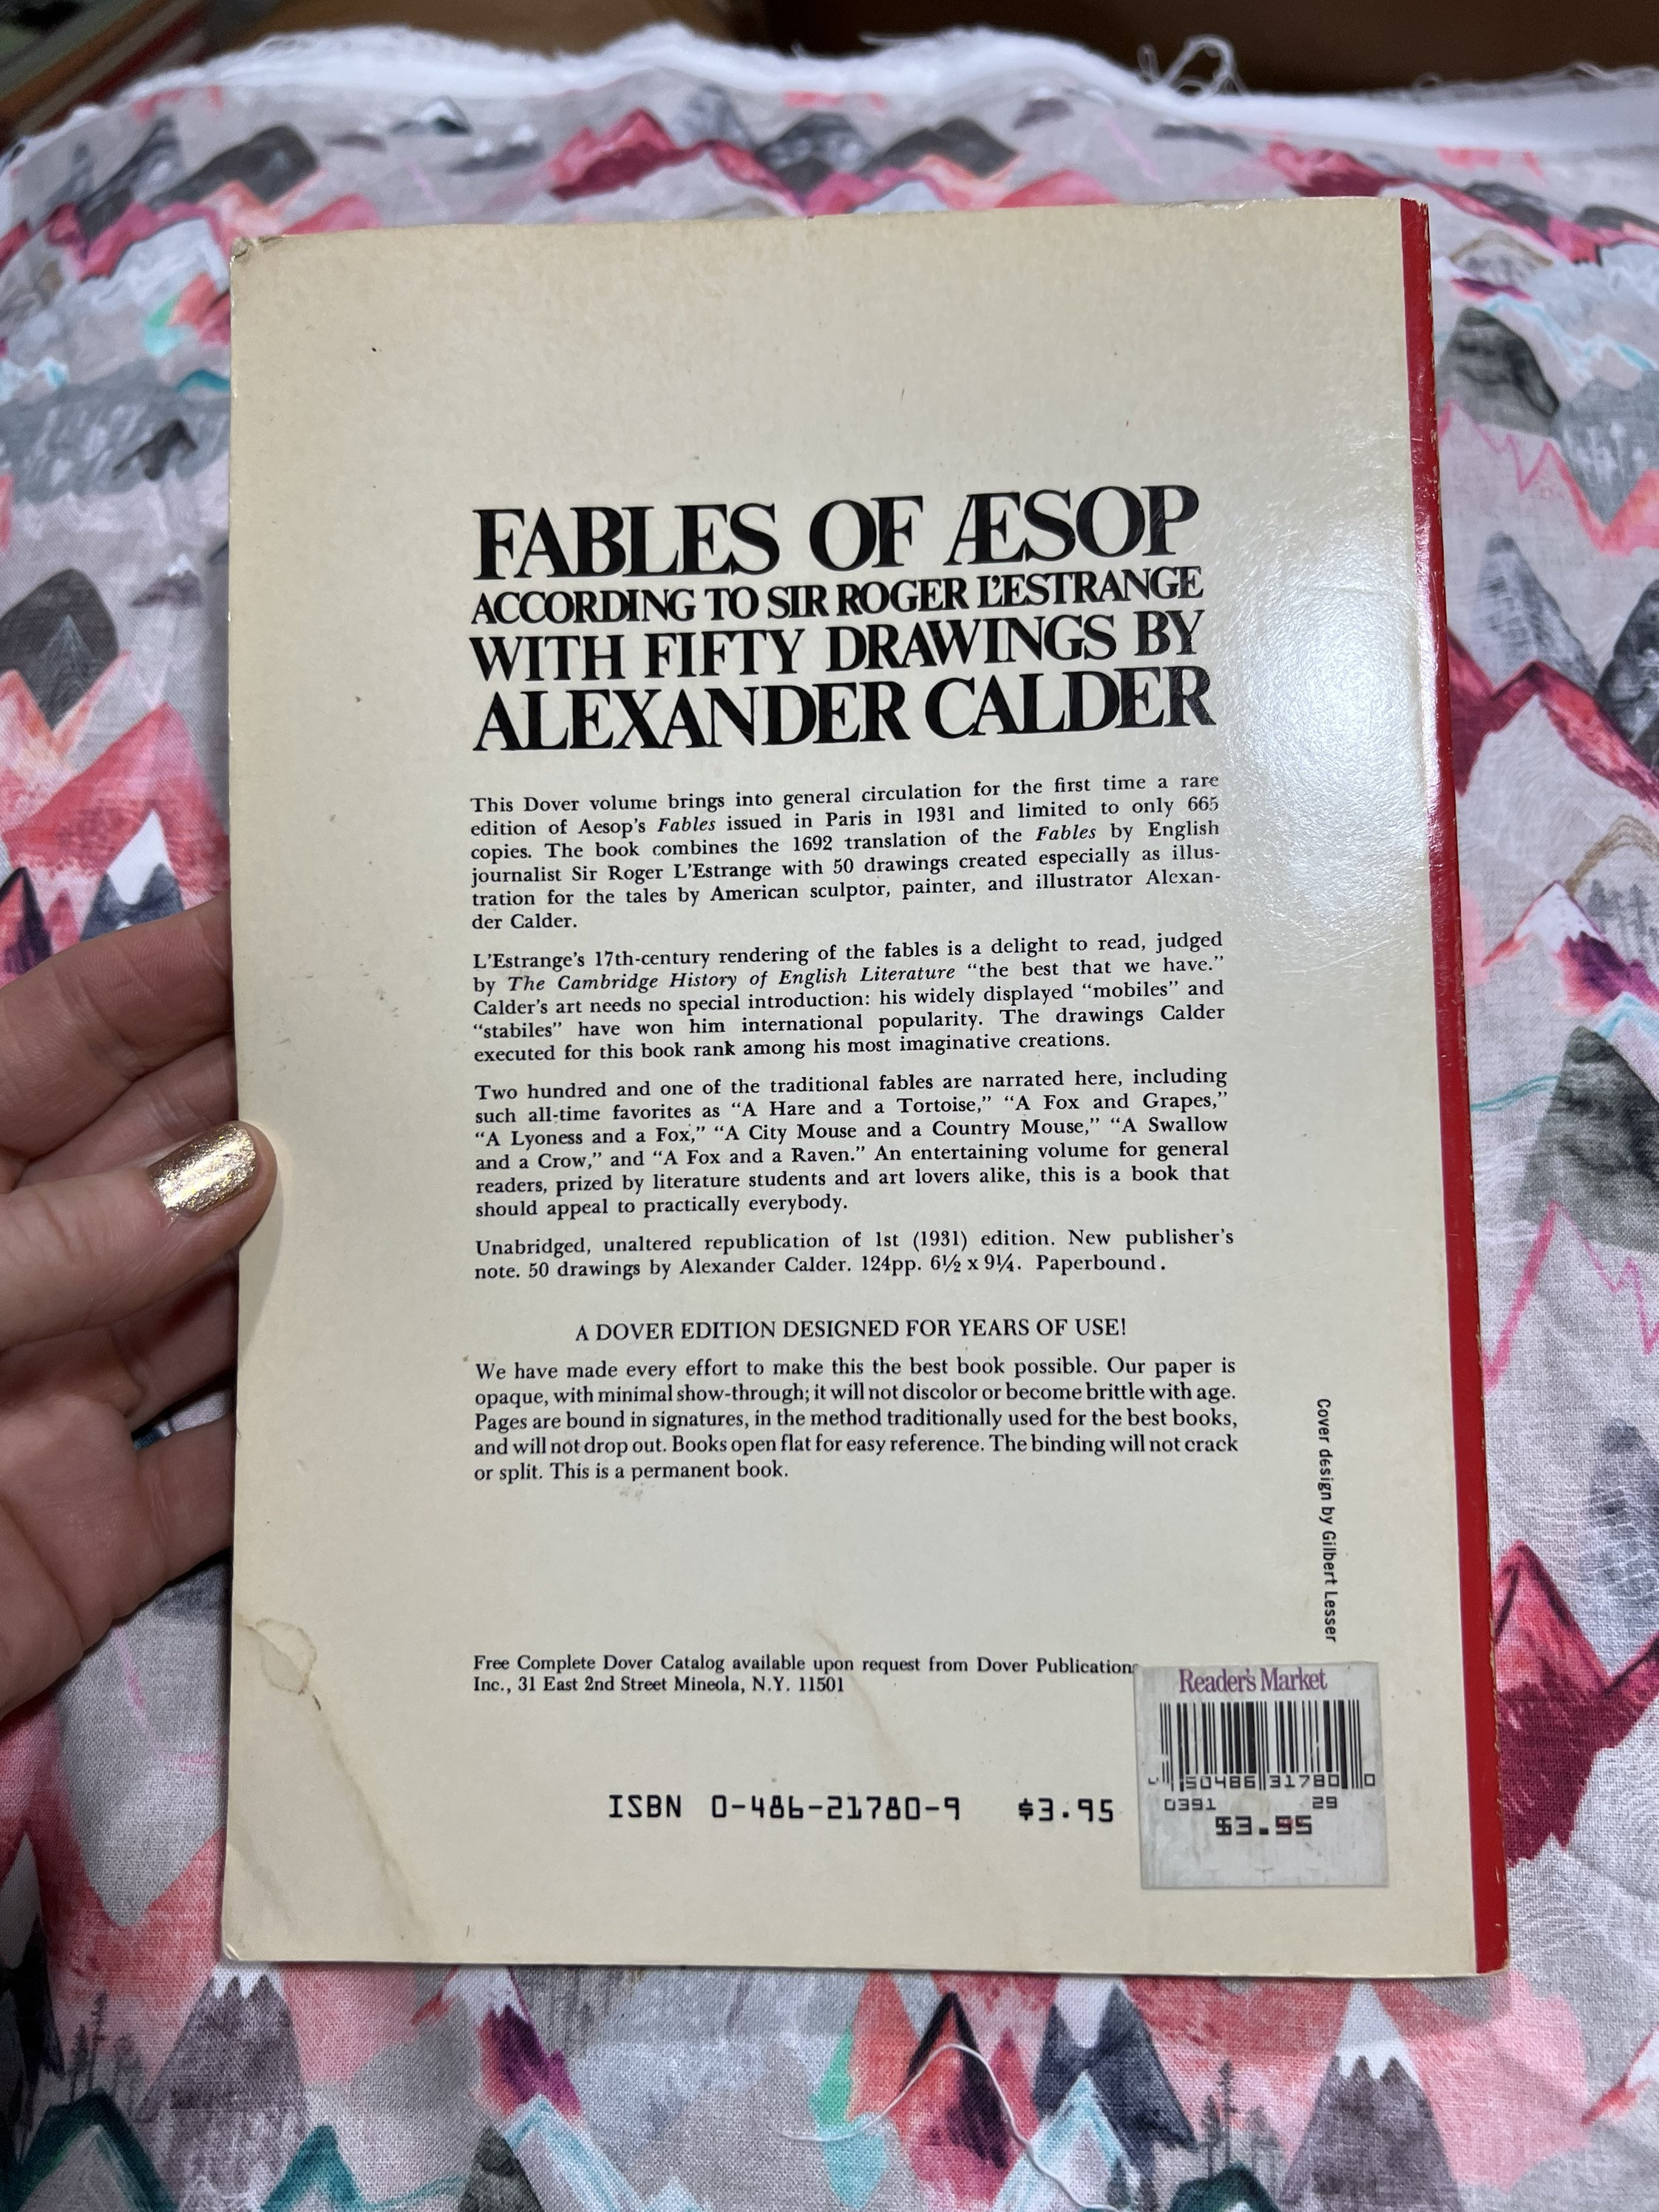 FABLES OF ÆSOP
ACCORDING TO SIR ROGER L'ESTRANGE
WITH FIFTY DRAWINGS BY
ALEXANDER CALDER
This Dover volume brings into general circulation for the first time a rare
edition of Aesop's Fables issued in Paris in 1931 and limited to only 665
copies. The book combines the 1692 translation of the Fables by English
journalist Sir Roger L'Estrange with 50 drawings created especially as illus-
tration for the tales by American sculptor, painter, and illustrator Alexan-
der Calder.
L'Estrange's 17th-century rendering of the fables is a delight to read, judged
by The Cambridge History of English Literature “the best that we have.”
Calder's art needs no special introduction: his widely displayed “mobiles” and
“stabiles” have won him international popularity. The drawings Calder
executed for this book rank among his most imaginative creations.
Two hundred and one of the traditional fables are narrated here, including
such all-time favorites as “A Hare and a Tortoise,” “A Fox and Grapes,”
“A Lyoness and a Fox,” “A City Mouse and a Country Mouse,” “A Swallow
and a Crow,” and “A Fox and a Raven.” An entertaining volume for general
readers, prized by literature students and art lovers alike, this is a book that
should appeal to practically everybody.
Unabridged, unaltered republication of 1st (1931) edition. New publisher's
note. 50 drawings by Alexander Calder. 124pp. 6½ x 9¼. Paperbound.
A DOVER EDITION DESIGNED FOR YEARS OF USE!
We have made every effort to make this the best book possible. Our paper is
opaque, with minimal show-through; it will not discolor or become brittle with age.
Pages are bound in signatures, in the method traditionally used for the best books,
and will not drop out. Books open flat for easy reference. The binding will not crack
or split. This is a permanent book.
Cover design by Gilbert Lesser
Free Complete Dover Catalog available upon request from Dover Publication
Inc., 31 East 2nd Street Mineola, N.Y. 11501
ISBN 0-486-21780-9 $3.95
Reader's Market
50486 31780 0
0391 29
$3.95